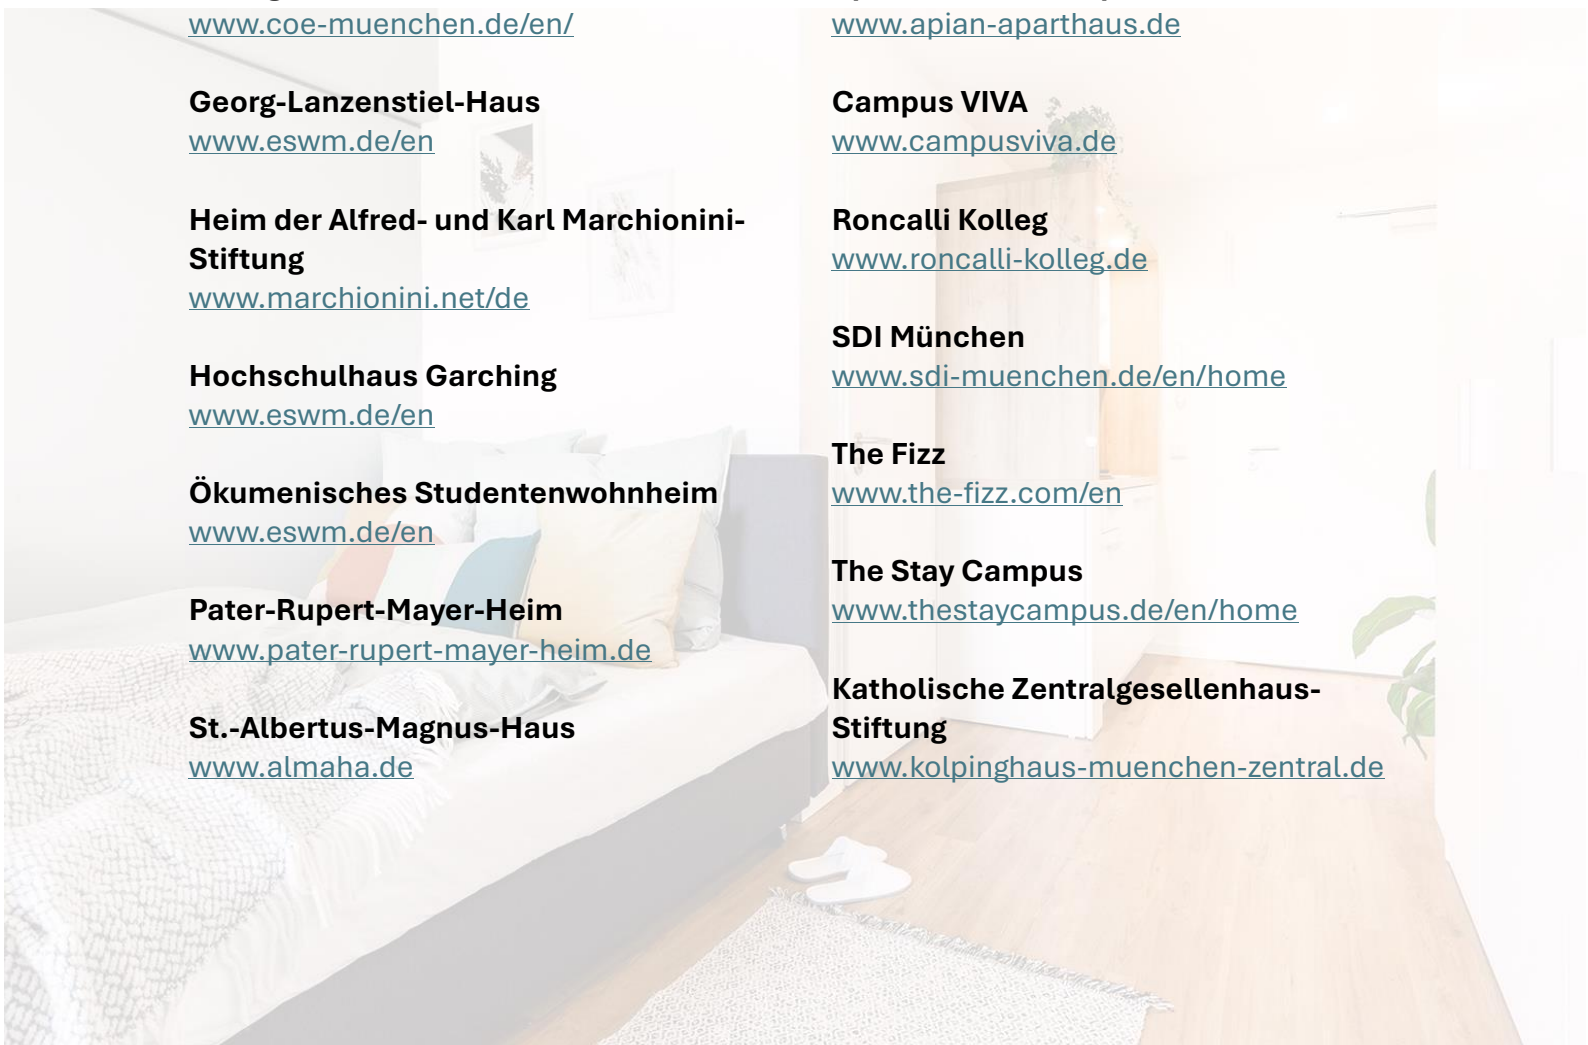 www.coe-muenchen.de/en/
Georg-Lanzenstiel-Haus
www.eswm.de/en
Heim der Alfred- und Karl Marchionini-
Stiftung
www.marchionini.net/de
Hochschulhaus Garching
www.eswm.de/en
Ökumenisches Studentenwohnheim
www.eswm.de/en
Pater-Rupert-Mayer-Heim
www.pater-rupert-mayer-heim.de
St.-Albertus-Magnus-Haus
www.almaha.de
www.apian-aparthaus.de
Campus VIVA
www.campusviva.de
Roncalli Kolleg
www.roncalli-kolleg.de
SDI München
www.sdi-muenchen.de/en/home
The Fizz
www.the-fizz.com/en
The Stay Campus
www.thestaycampus.de/en/home
Katholische Zentralgesellenhaus-
Stiftung
www.kolpinghaus-muenchen-zentral.de